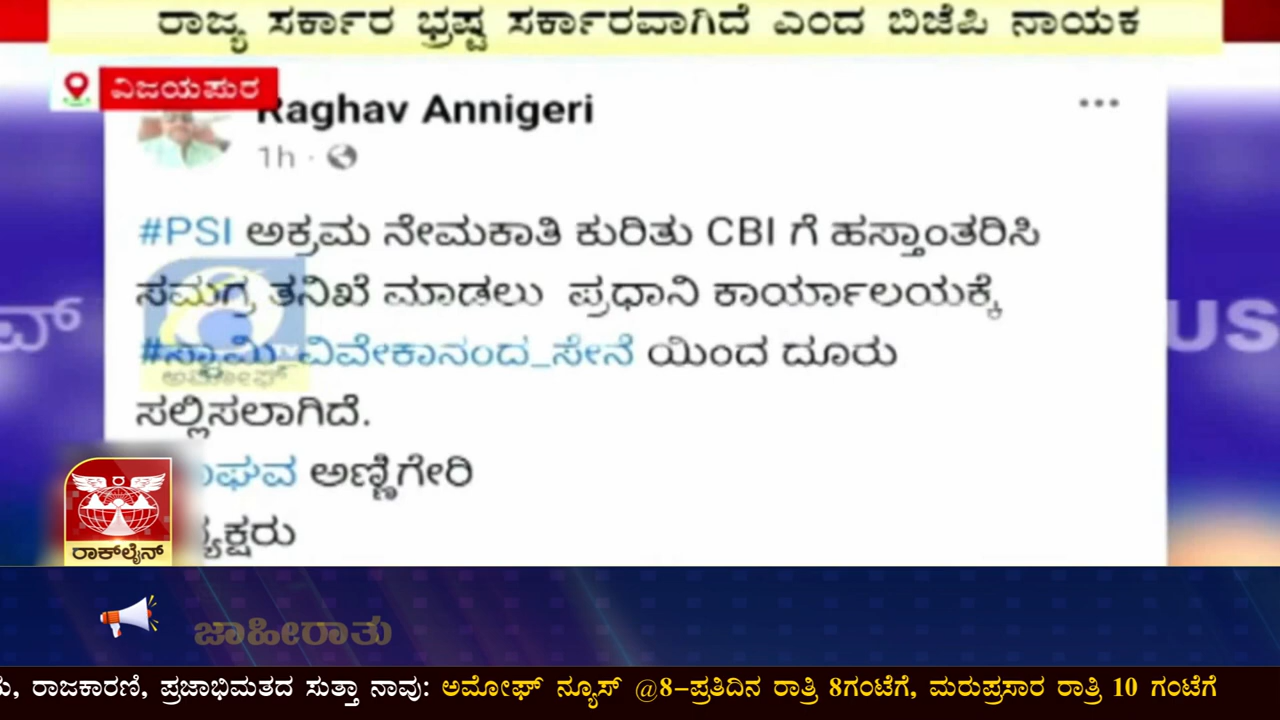 ರಾಜ್ಯ ಸರ್ಕಾರ ಭ್ರಷ್ಟ ಸರ್ಕಾರವಾಗಿದೆ ಎಂದ ಬಿಜೆಪಿ ನಾಯಕ
ವಿಜಯಪುರ
Raghav Annigeri
1h
#PSI ಅಕ್ರಮ ನೇಮಕಾತಿ ಕುರಿತು CBI ಗೆ ಹಸ್ತಾಂತರಿಸಿ
ಸಮಗ್ರ ತನಿಖೆ ಮಾಡಲು ಪ್ರಧಾನಿ ಕಾರ್ಯಾಲಯಕ್ಕೆ
#ಸ್ವಾಮಿ_ವಿವೇಕಾನಂದ_ಸೇನೆ ಯಿಂದ ದೂರು
ಅಮೋಘ್
ಸಲ್ಲಿಸಲಾಗಿದೆ.
ಅಣ್ಣಿಗೇರಿ
ರಾಕ್‌ಲೈನ್
ಜಾಹೀರಾತು
ರಾಜಕಾರಣಿ, ಪ್ರಜಾಭಿಮತದ ಸುತ್ತಾ ನಾವು: ಅಮೋಘ್ ನ್ಯೂಸ್ @8-ಪ್ರತಿದಿನ ರಾತ್ರಿ 8ಗಂಟೆಗೆ, ಮರುಪ್ರಸಾರ ರಾತ್ರಿ 10 ಗಂಟೆಗೆ